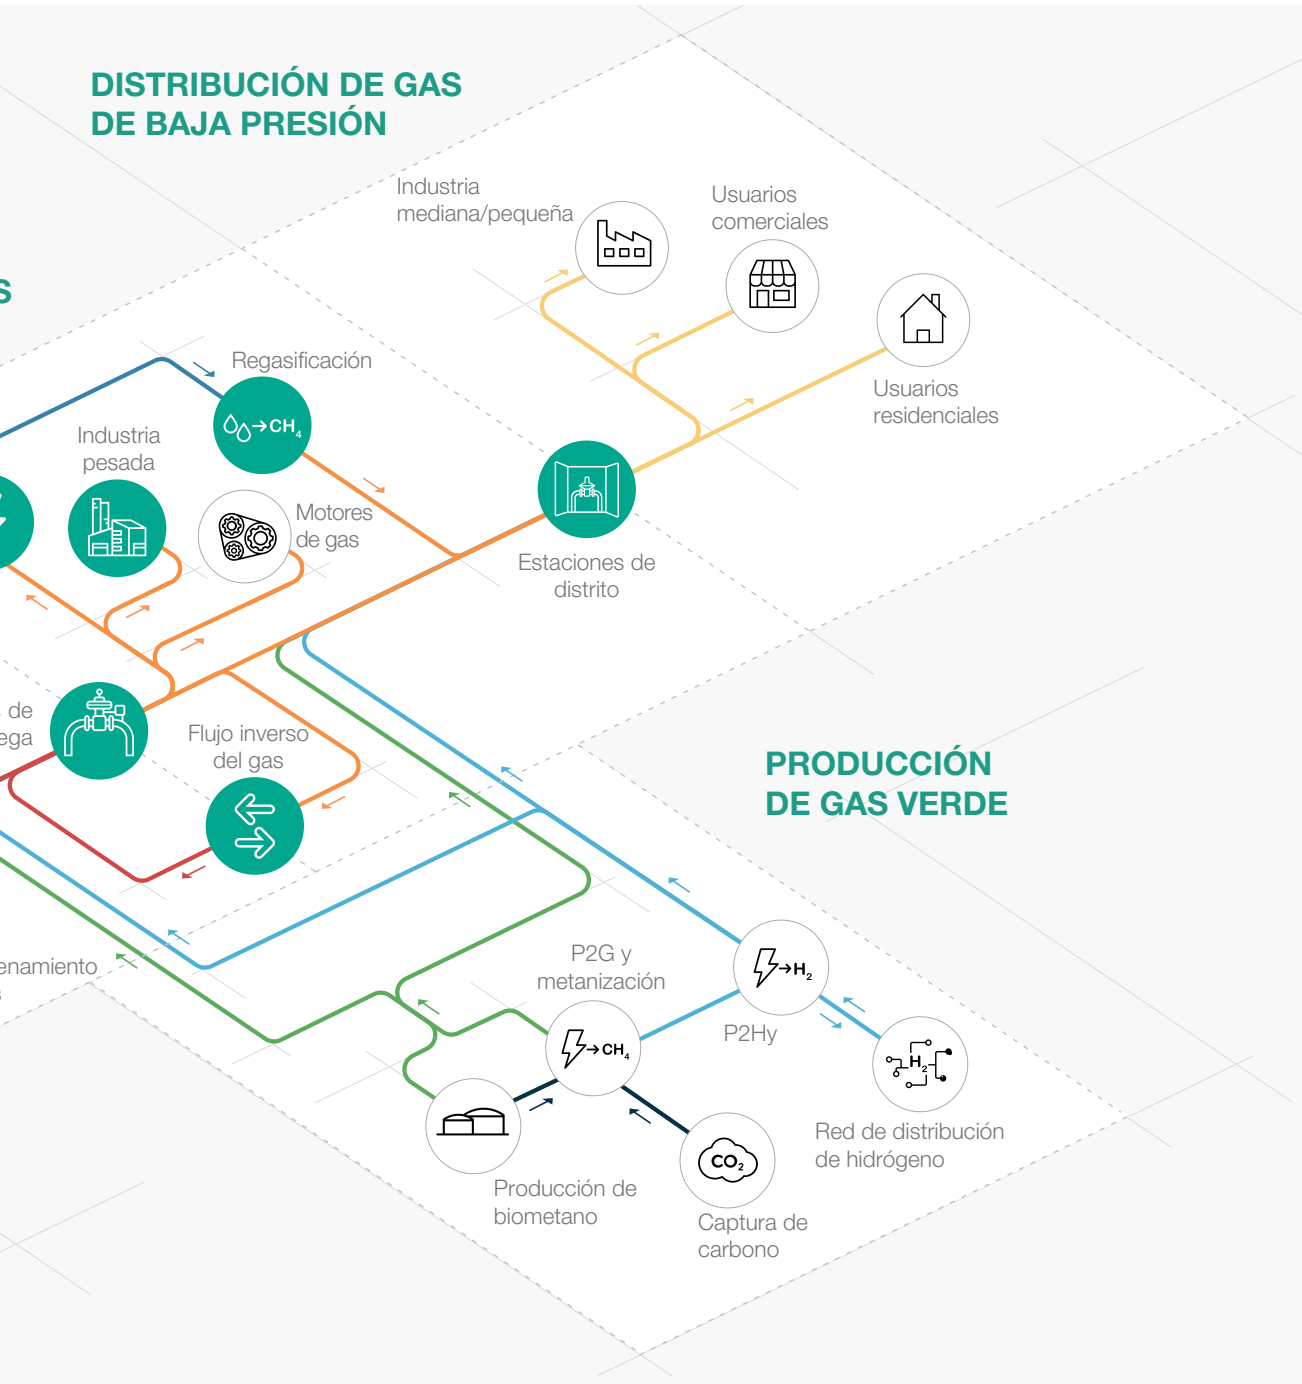 DISTRIBUCIÓN DE GAS
DE BAJA PRESIÓN
Industria
mediana/pequeña
Usuarios
comerciales
S
Regasificación
Usuarios
residenciales
→CH4
Industria
pesada
Motores
de gas
Estaciones de
distrito
de
ega
Flujo inverso
del gas
PRODUCCIÓN
DE GAS VERDE
enamiento
s
P2G y
metanización
→H2
P2Hy
→CH4
H2
Red de distribución
de hidrógeno
CO2
Producción de
biometano
Captura de
carbono